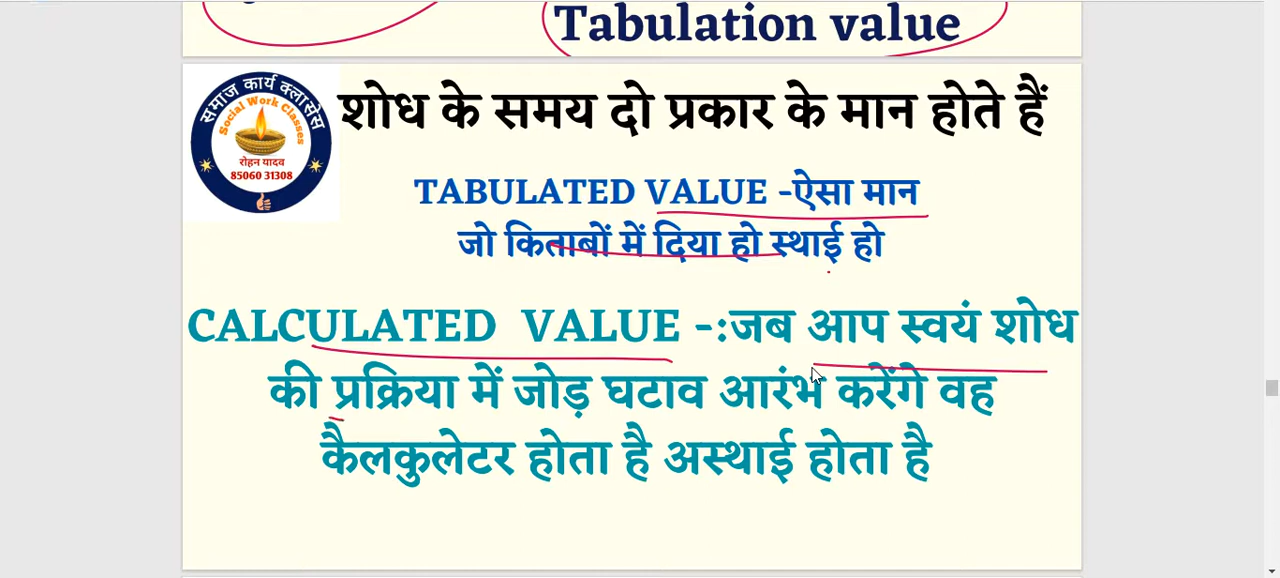 Tabulation value
समाज कार्य क्लासेस
Social Work Classes
रोहन यादव
85060 31308
शोध के समय दो प्रकार के मान होते हैं
TABULATED VALUE -ऐसा मान
जो किताबों में दिया हो स्थाई हो
CALCULATED VALUE -:जब आप स्वयं शोध
की प्रक्रिया में जोड़ घटाव आरंभ करेंगे वह
कैलकुलेटर होता है अस्थाई होता है